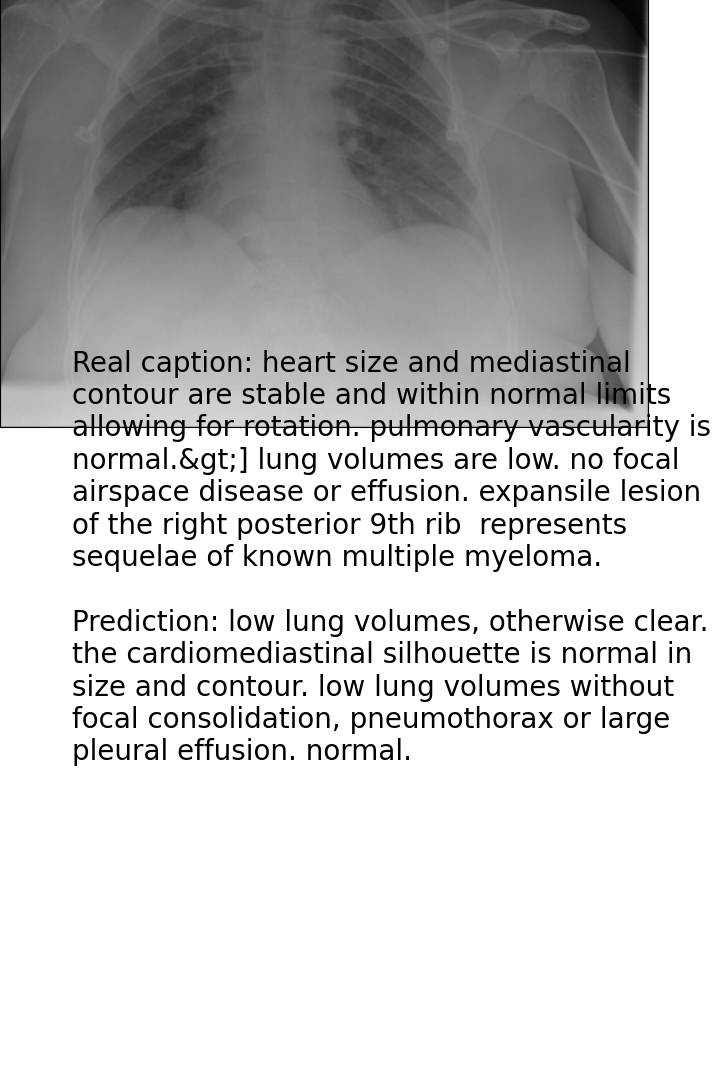 Real caption: heart size and mediastinal
contour are stable and within normal limits
allowing for rotation. pulmonary vascularity is
normal.&gt;] lung volumes are low. no focal
airspace disease or effusion. expansile lesion
of the right posterior 9th rib  represents
sequelae of known multiple myeloma.

Prediction: low lung volumes, otherwise clear.
the cardiomediastinal silhouette is normal in
size and contour. low lung volumes without
focal consolidation, pneumothorax or large
pleural effusion. normal.